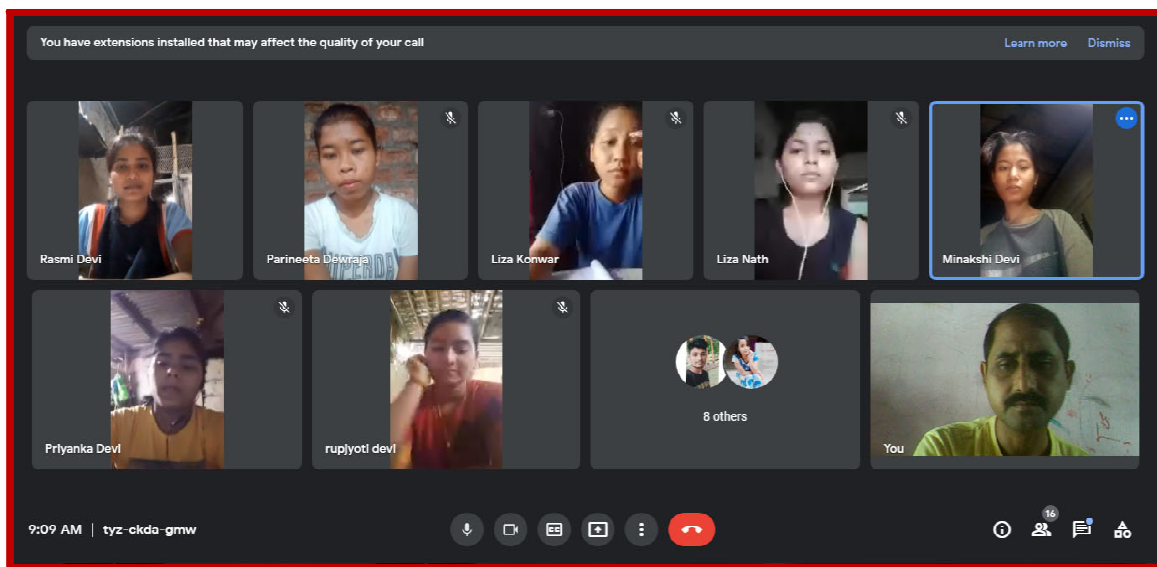 You have extensions installed that may affect the quality of your call
Learn more Dismiss
Rasmi Devi
Parineeta Dewraja
Liza Konwar
Liza Nath
Minakshi Devi
Priyanka Devi
rupjyoti devi
8 others
You
9:09 AM | tyz-ckda-gmw
CC
16